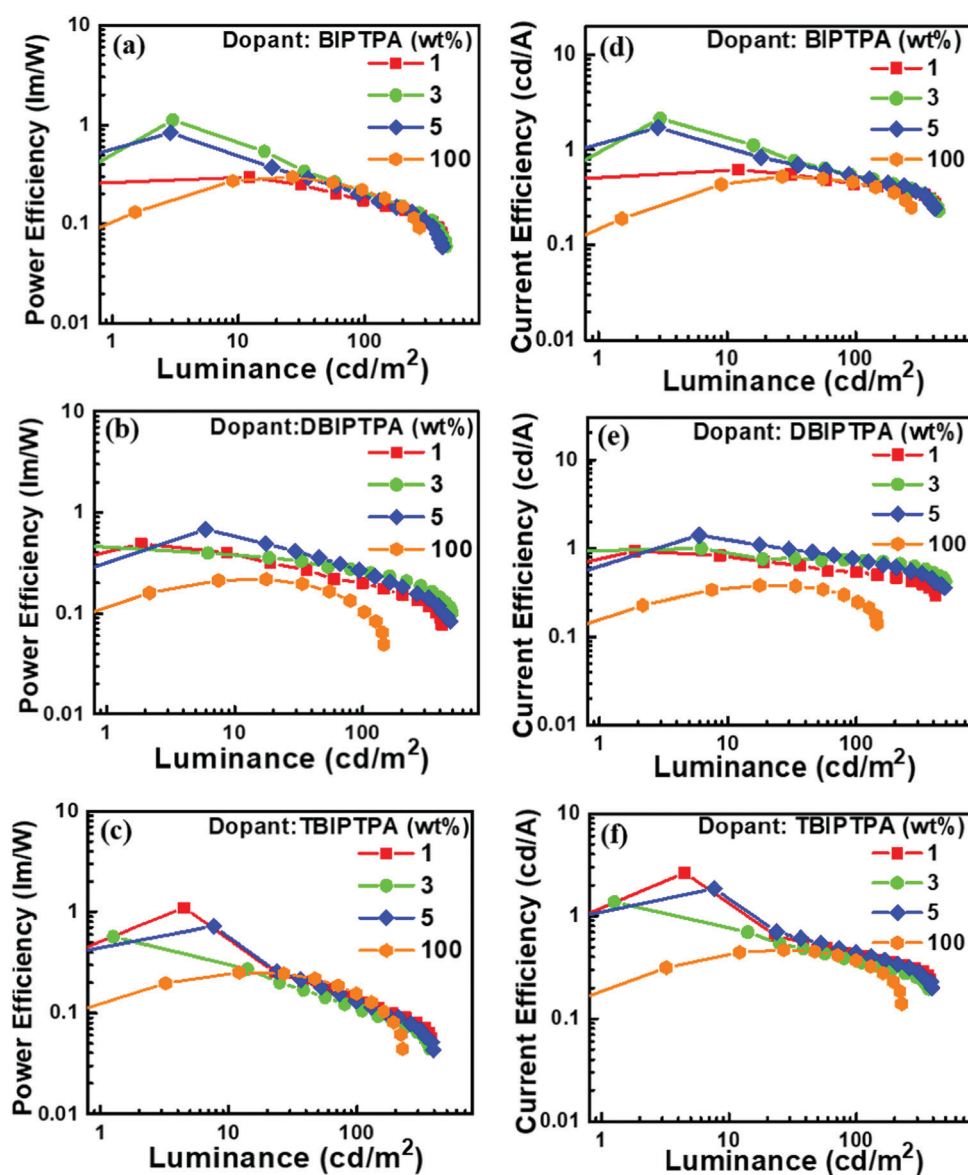 (a)
Dopant: BIPTPA (wt%)
1
3
5
100
Power Efficiency (lm/W)
1
0.1
0.01
1
10
100
Luminance (cd/m²)
(d)
Dopant: BIPTPA (wt%)
1
3
5
100
Current Efficiency (cd/A)
10
1
0.1
0.01
1
10
100
Luminance (cd/m²)
(b)
Dopant:DBIPTPA (wt%)
1
3
5
100
Power Efficiency (lm/W)
1
0.1
0.01
1
10
100
Luminance (cd/m²)
(e)
Dopant: DBIPTPA (wt%)
1
3
5
100
Current Efficiency (cd/A)
10
1
0.1
0.01
1
10
100
Luminance (cd/m²)
(c)
Dopant:TBIPTPA (wt%)
1
3
5
100
Power Efficiency (lm/W)
10
1
0.1
0.01
1
10
100
Luminance (cd/m²)
(f)
Dopant: TBIPTPA (wt%)
1
3
5
100
Current Efficiency (cd/A)
10
1
0.1
0.01
1
10
100
Luminance (cd/m²)